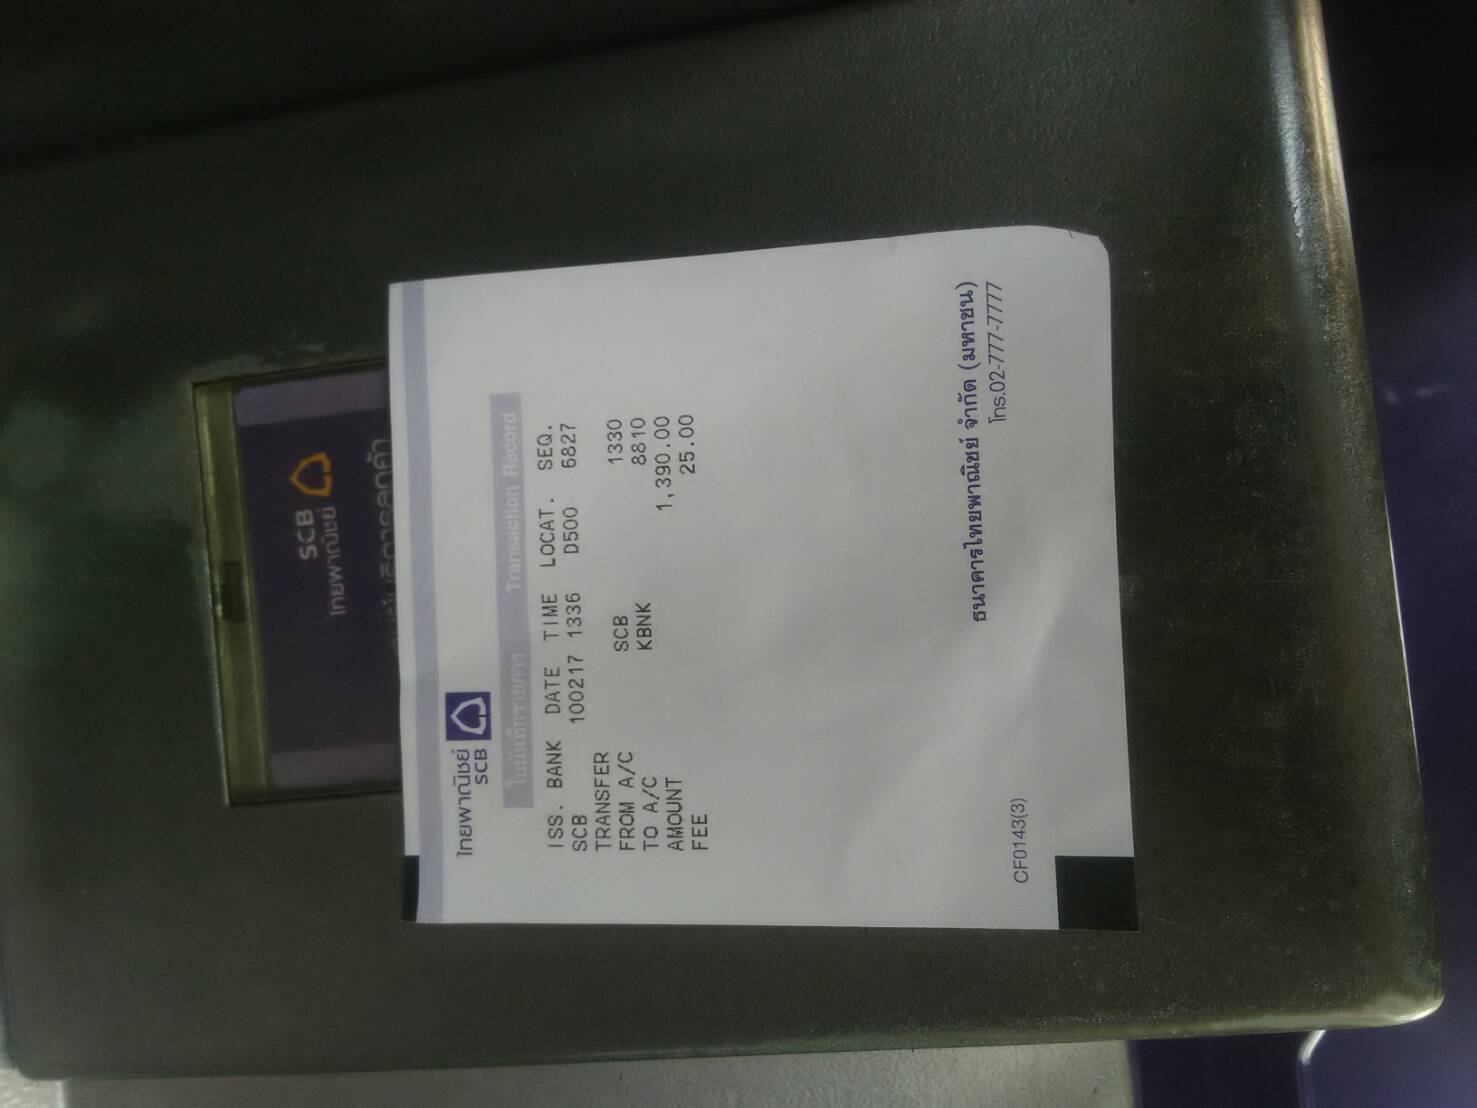 SCB
ไทยพาณิชย์
ไทยพาณิชย์
SCB
ใบบันทึกรายการ Transaction Record
ISS. BANK DATE TIME LOCAT. SEQ.
SCB 100217 1336 D500 6827
TRANSFER
FROM A/C SCB 1330
TO A/C KBNK 8810
AMOUNT 1,390.00
FEE 25.00
ธนาคารไทยพาณิชย์ จำกัด (มหาชน)
โทร.02-777-7777
CF0143(3)